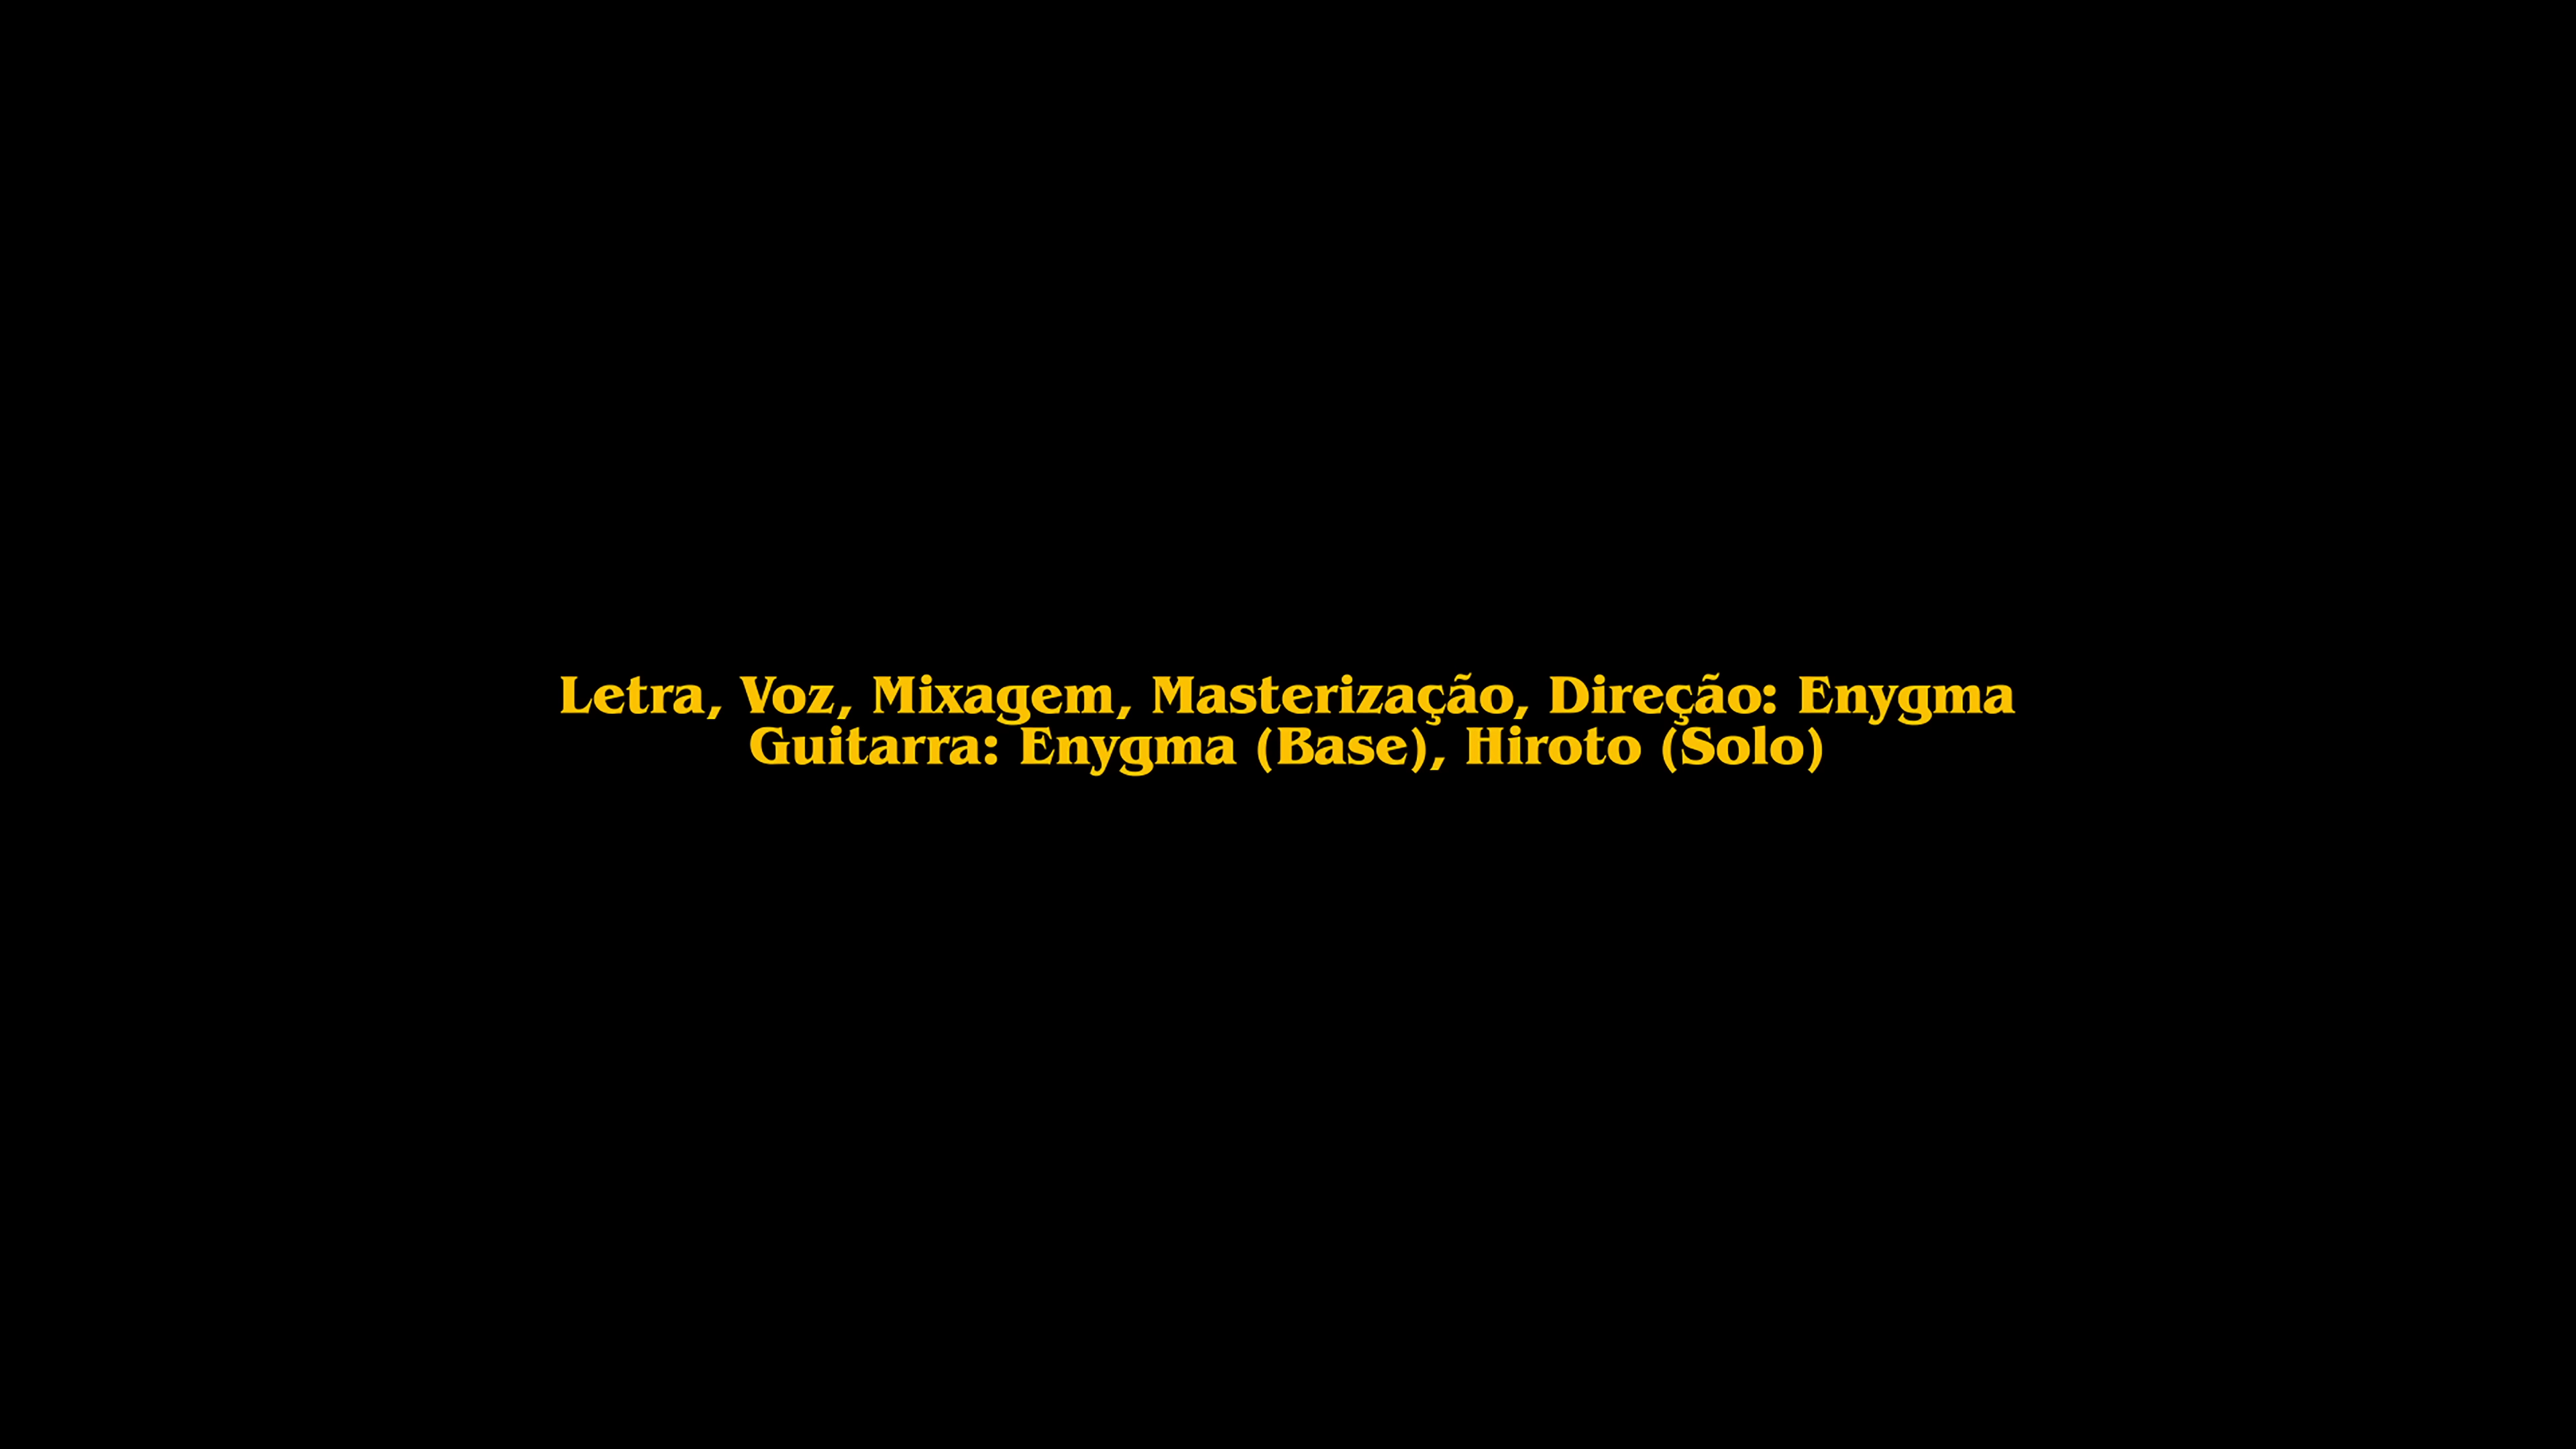 Letra, Voz, Mixagem, Masterização, Direção: Enygma
Guitarra: Enygma (Base), Hiroto (Solo)